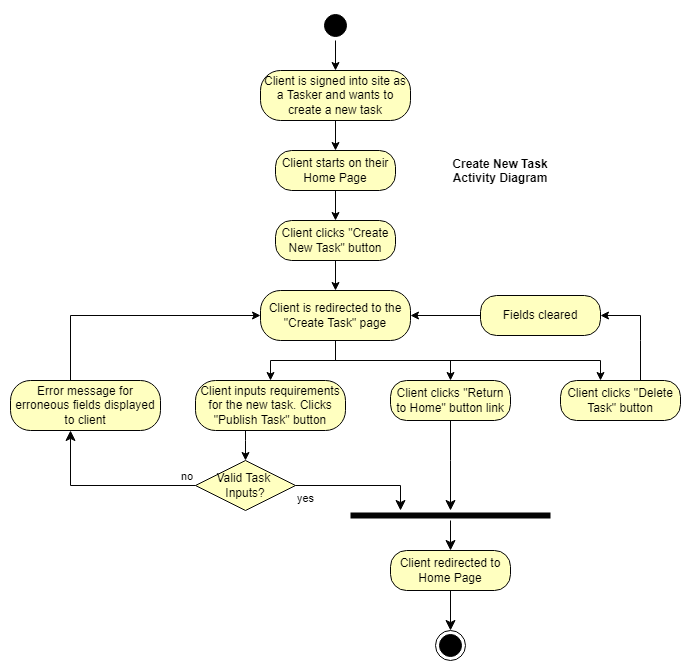 Client is signed into site as
a Tasker and wants to
create a new task
Client starts on their
Home Page
Create New Task
Activity Diagram
Client clicks "Create
New Task" button
Client is redirected to the
"Create Task" page
Fields cleared
Error message for
erroneous fields displayed
to client
Client inputs requirements
for the new task. Clicks
"Publish Task" button
Client clicks "Return
to Home" button link
Client clicks "Delete
Task" button
no
Valid Task
Inputs?
yes
Client redirected to
Home Page